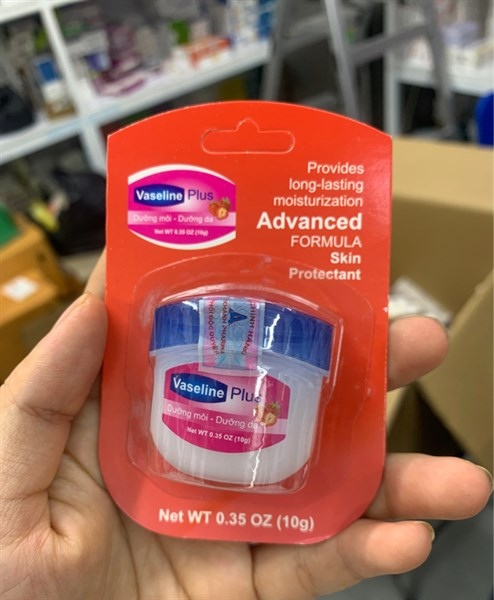 Vaseline Plus
Dưỡng môi - Dưỡng da
Net WT 0.35 OZ (10g)
Provides
long-lasting
moisturization
Advanced
FORMULA
Skin
Protectant
Vaseline Plus
Dưỡng môi - Dưỡng da
Net WT 0.35 OZ (10g)
Net WT 0.35 OZ (10g)